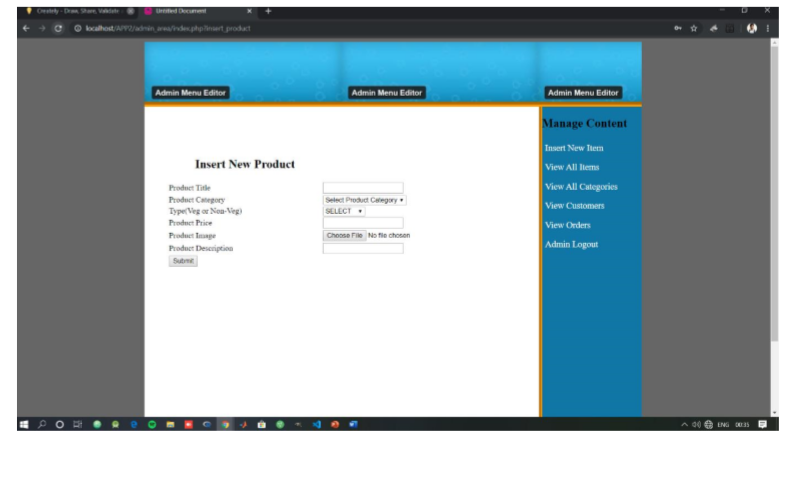 Creately - Draw, Share, Validate
Untitled Document
localhost/APP2/admin_area/index.php?insert_product
Admin Menu Editor
Admin Menu Editor
Admin Menu Editor
Insert New Product
Product Title
Product Category Select Product Category
Type(Veg or Non-Veg) SELECT
Product Price
Product Image Choose File No file chosen
Product Description
Submit
Manage Content
Insert New Item
View All Items
View All Categories
View Customers
View Orders
Admin Logout
ENG 00:35